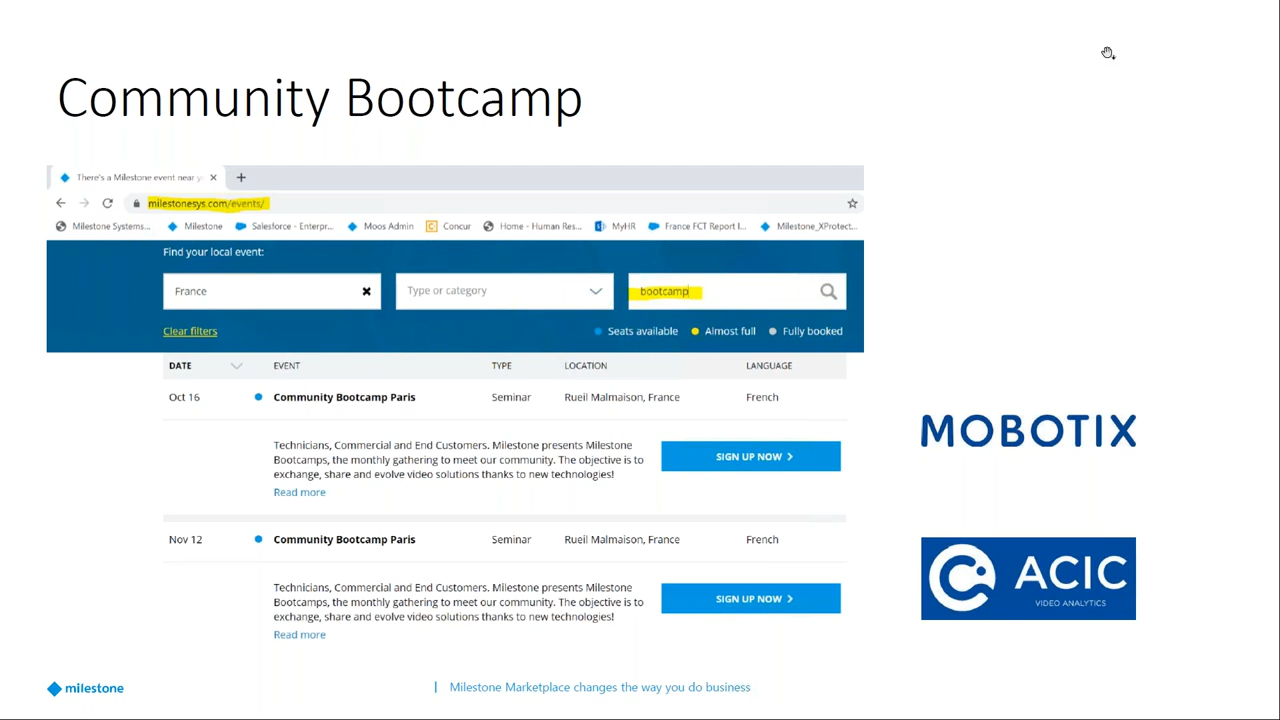 Community Bootcamp
There's a Milestone event near y
milestonesys.com/events/
Milestone Systems... Milestone Salesforce - Enterpr... Moos Admin Concur Home - Human Res... MyHR France FCT Report I... Milestone_XProtect...
Find your local event:
France Type or category bootcamp
Clear filters Seats available Almost full Fully booked
DATE EVENT TYPE LOCATION LANGUAGE
Oct 16 Community Bootcamp Paris Seminar Rueil Malmaison, France French
Technicians, Commercial and End Customers. Milestone presents Milestone
Bootcamps, the monthly gathering to meet our community. The objective is to
exchange, share and evolve video solutions thanks to new technologies!
SIGN UP NOW
Read more
Nov 12 Community Bootcamp Paris Seminar Rueil Malmaison, France French
Technicians, Commercial and End Customers. Milestone presents Milestone
Bootcamps, the monthly gathering to meet our community. The objective is to
exchange, share and evolve video solutions thanks to new technologies!
SIGN UP NOW
Read more
MOBOTIX
ACIC
VIDEO ANALYTICS
milestone
| Milestone Marketplace changes the way you do business